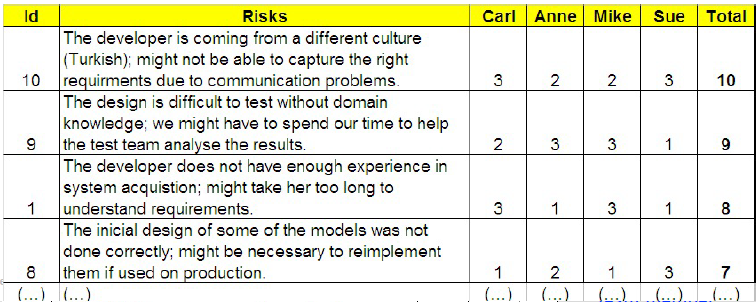 Id Risks Carl Anne Mike Sue Total
The developer is coming from a different culture
(Turkish); might not be able to capture the right
10 requirments due to communication problems. 3 2 2 3 10
The design is difficult to test without domain
knowledge; we might have to spend our time to help
9 the test team analyse the results. 2 3 3 1 9
The developer does not have enough experience in
system acquistion; might take her too long to
1 understand requirements. 3 1 3 1 8
The inicial design of some of the models was not
done correctly; might be necessary to reimplement
8 them if used on production. 1 2 1 3 7
(...) (...) (...) (...) (...) (...) (...)